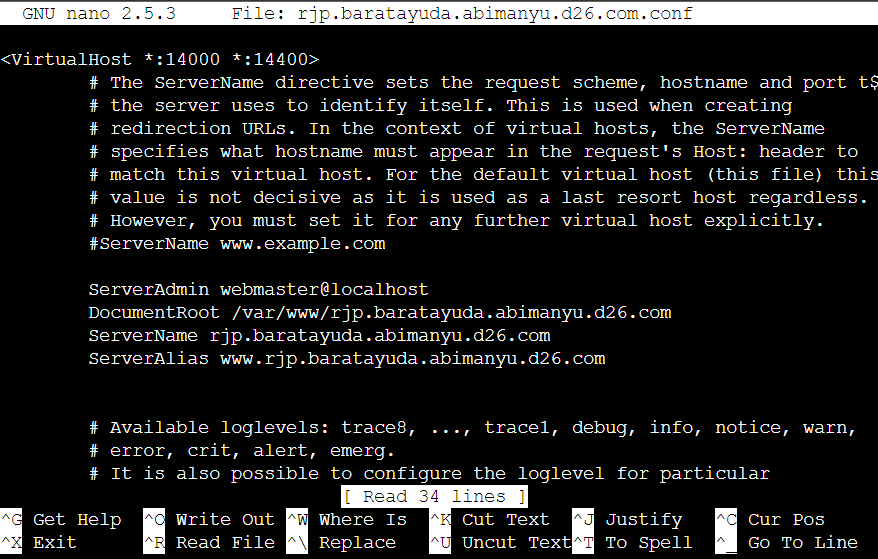 GNU nano 2.5.3 File: rjp.baratayuda.abimanyu.d26.com.conf
<VirtualHost *:14000 *:14400>
# The ServerName directive sets the request scheme, hostname and port t$
# the server uses to identify itself. This is used when creating
# redirection URLs. In the context of virtual hosts, the ServerName
# specifies what hostname must appear in the request's Host: header to
# match this virtual host. For the default virtual host (this file) this
# value is not decisive as it is used as a last resort host regardless.
# However, you must set it for any further virtual host explicitly.
#ServerName www.example.com
ServerAdmin webmaster@localhost
DocumentRoot /var/www/rjp.baratayuda.abimanyu.d26.com
ServerName rjp.baratayuda.abimanyu.d26.com
ServerAlias www.rjp.baratayuda.abimanyu.d26.com
# Available loglevels: trace8, ..., trace1, debug, info, notice, warn,
# error, crit, alert, emerg.
# It is also possible to configure the loglevel for particular
[ Read 34 lines ]
^G Get Help ^O Write Out ^W Where Is ^K Cut Text ^J Justify ^C Cur Pos
^X Exit ^R Read File ^\ Replace ^U Uncut Text ^T To Spell ^_ Go To Line